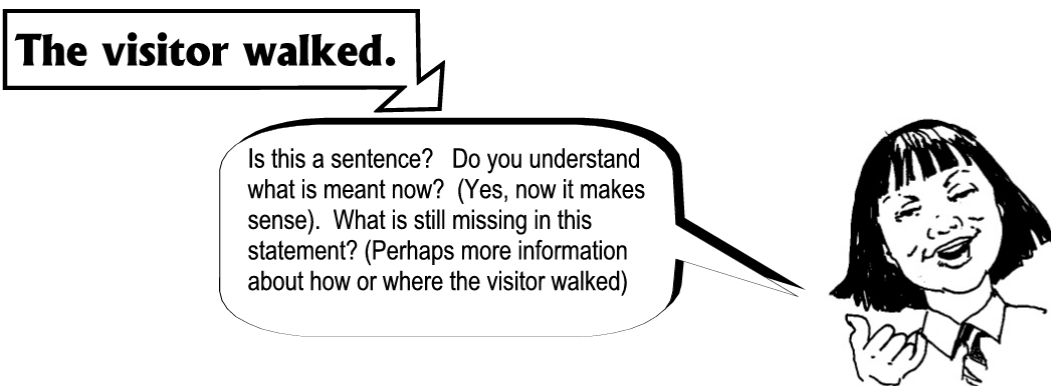 The visitor walked.
Is this a sentence?   Do you understand
what is meant now?  (Yes, now it makes
sense).  What is still missing in this
statement? (Perhaps more information
about how or where the visitor walked)